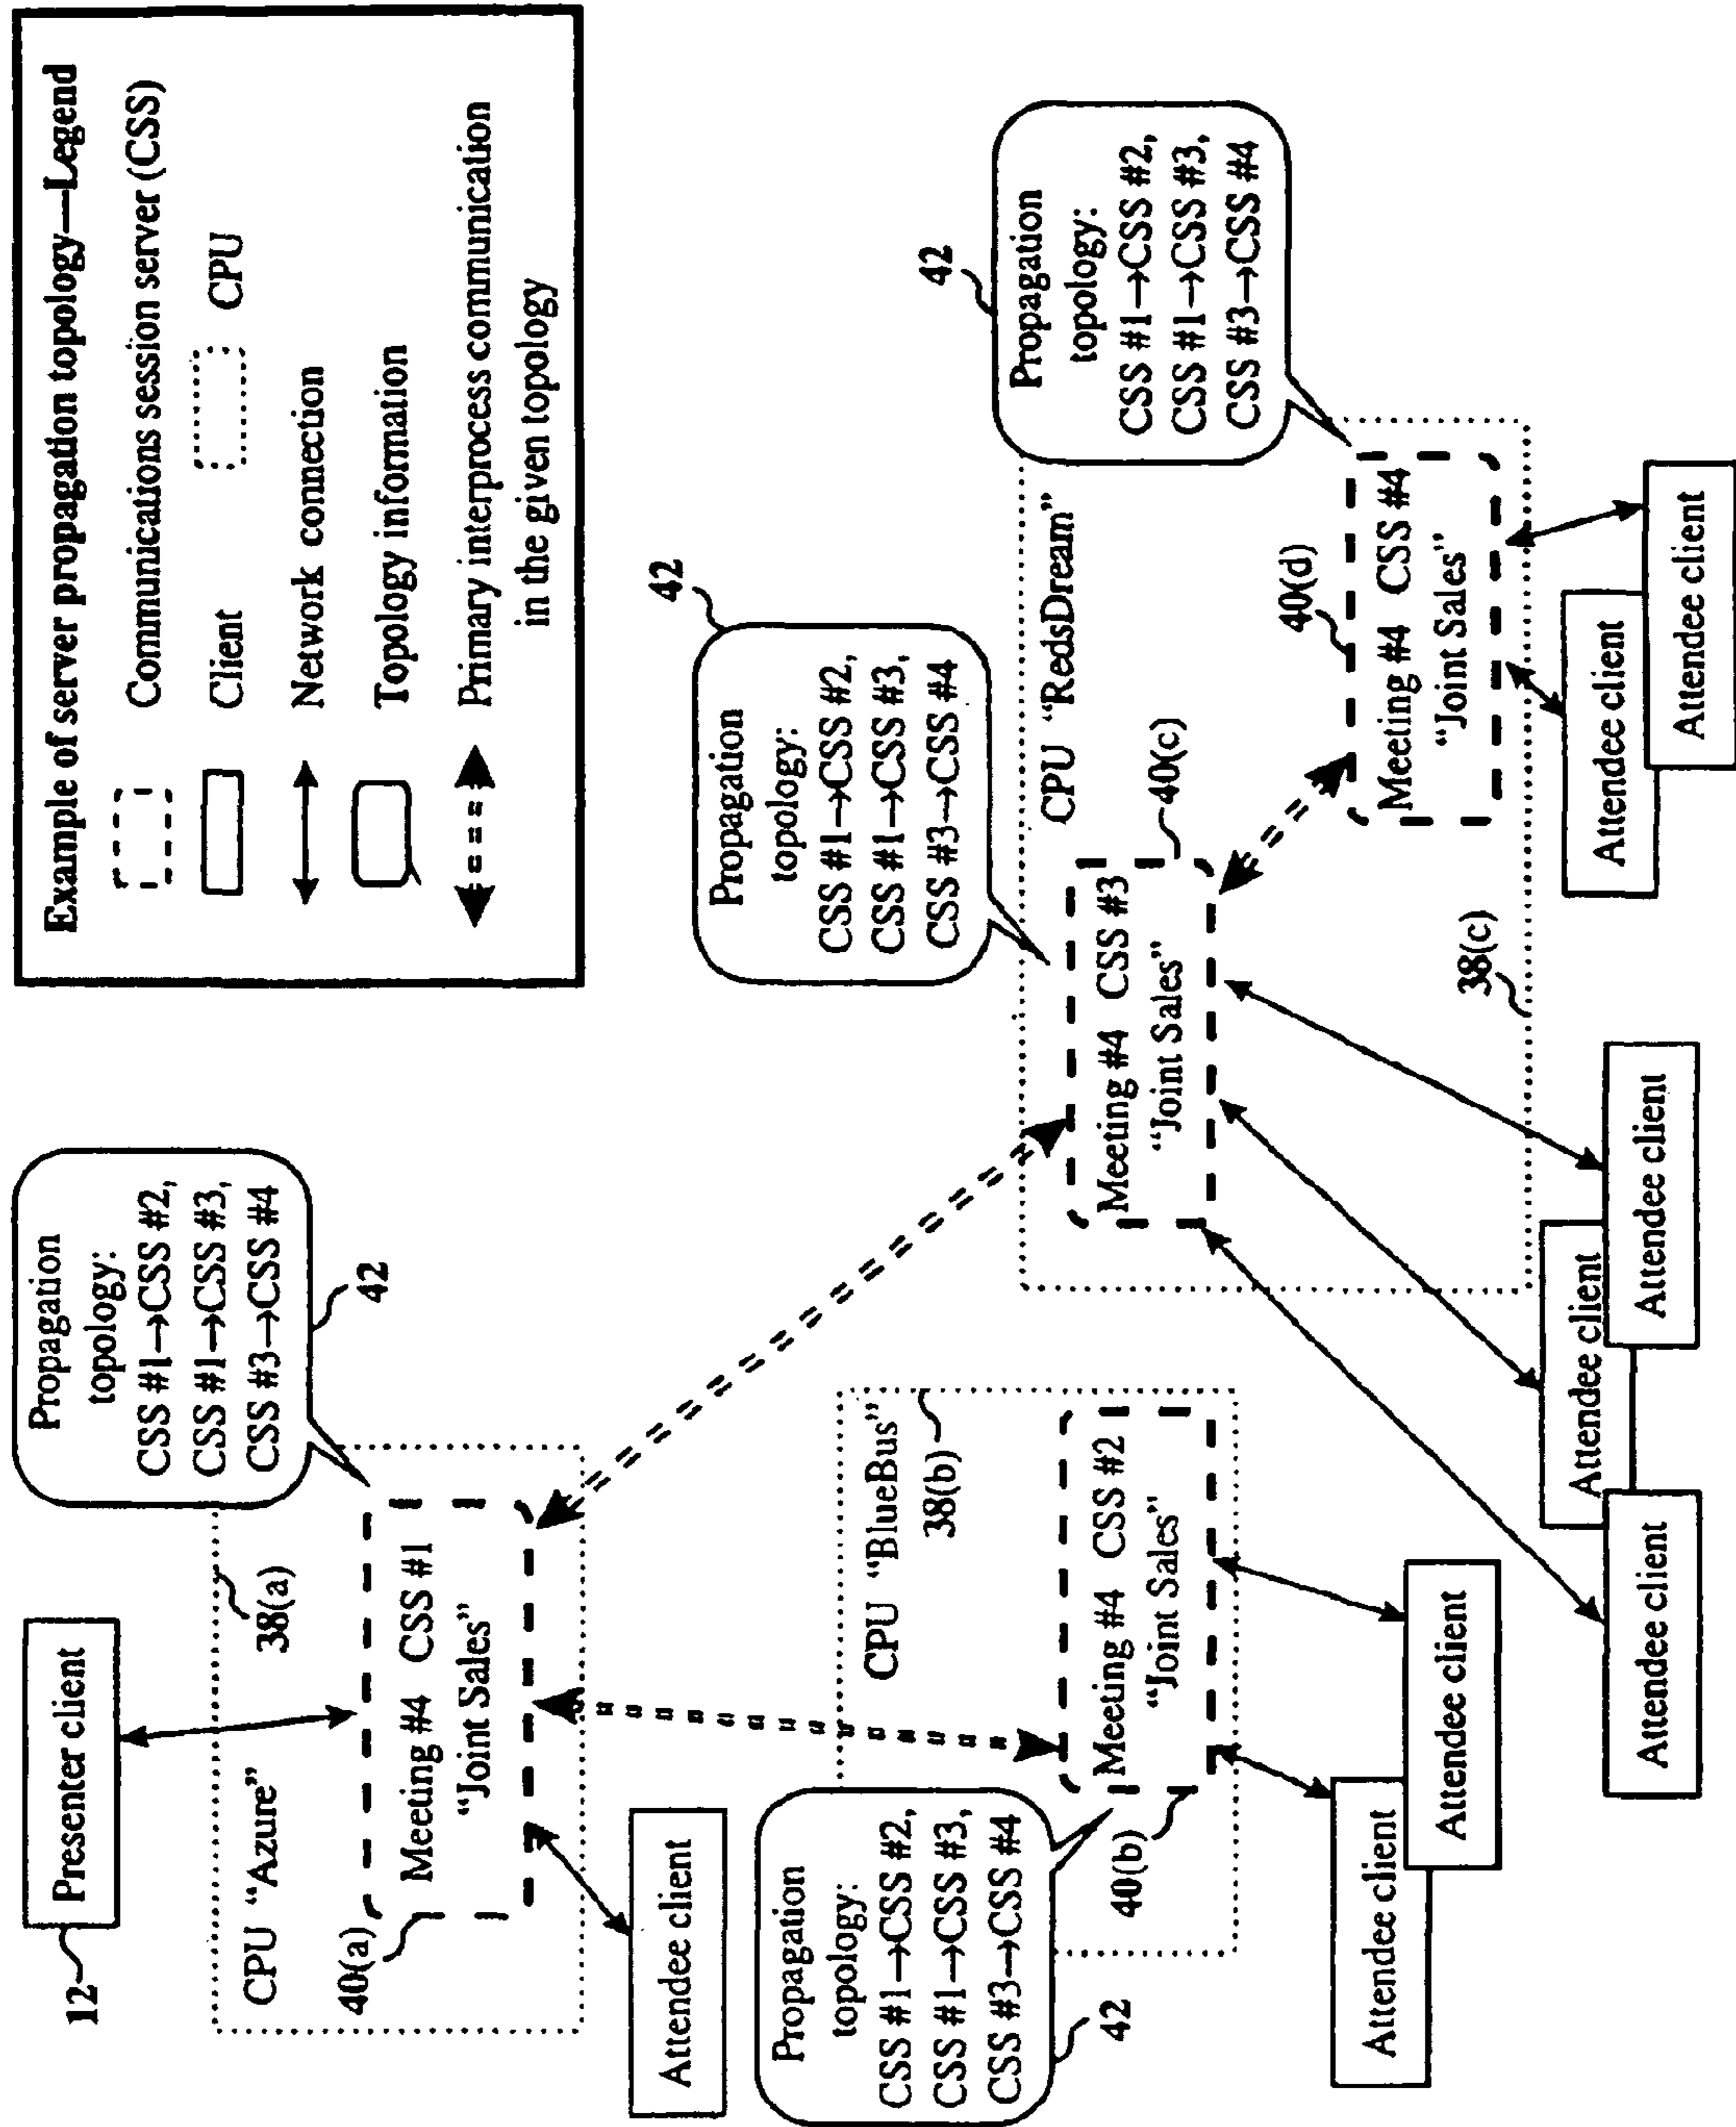 Example of server propagation topology—Legend
Communications session server (CSS)
Client
CPU
Network connection
Topology information
Primary interprocess communication
in the given topology
12
Presenter client
38(a)
CPU "Azure"
Propagation
topology:
CSS #1→CSS #2,
CSS #1→CSS #3,
CSS #3→CSS #4
42
40(a)
Meeting #4 CSS #1
"Joint Sales"
Attendee client
Propagation
topology:
CSS #1→CSS #2,
CSS #1→CSS #3,
CSS #3→CSS #4
42
CPU "BlueBus"
38(b)
40(b)
Meeting #4 CSS #2
"Joint Sales"
Attendee client
Attendee client
Propagation
topology:
CSS #1→CSS #2,
CSS #1→CSS #3,
CSS #3→CSS #4
42
CPU "RedsDream"
40(c)
Meeting #4 CSS #3
"Joint Sales"
38(c)
Attendee client
Attendee client
Attendee client
Propagation
topology:
CSS #1→CSS #2,
CSS #1→CSS #3,
CSS #3→CSS #4
42
40(d)
Meeting #4 CSS #4
"Joint Sales"
Attendee client
Attendee client